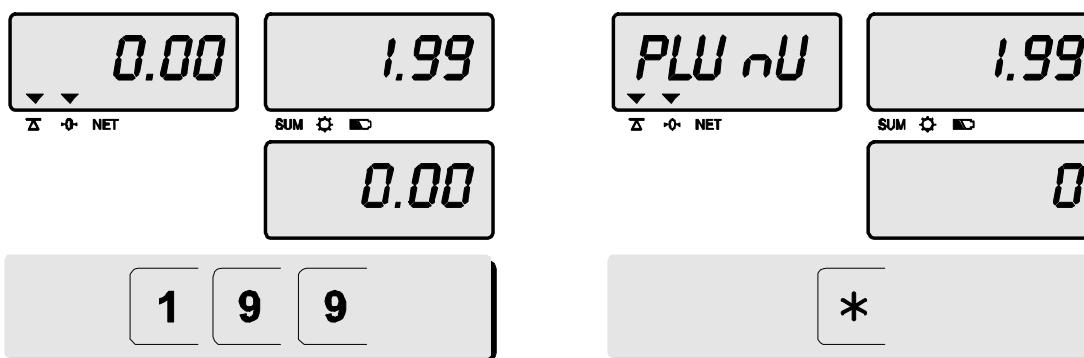 0.00 1.99
NET SUM
0.00
1 9 9
PLU nU 1.99
NET SUM
0
*